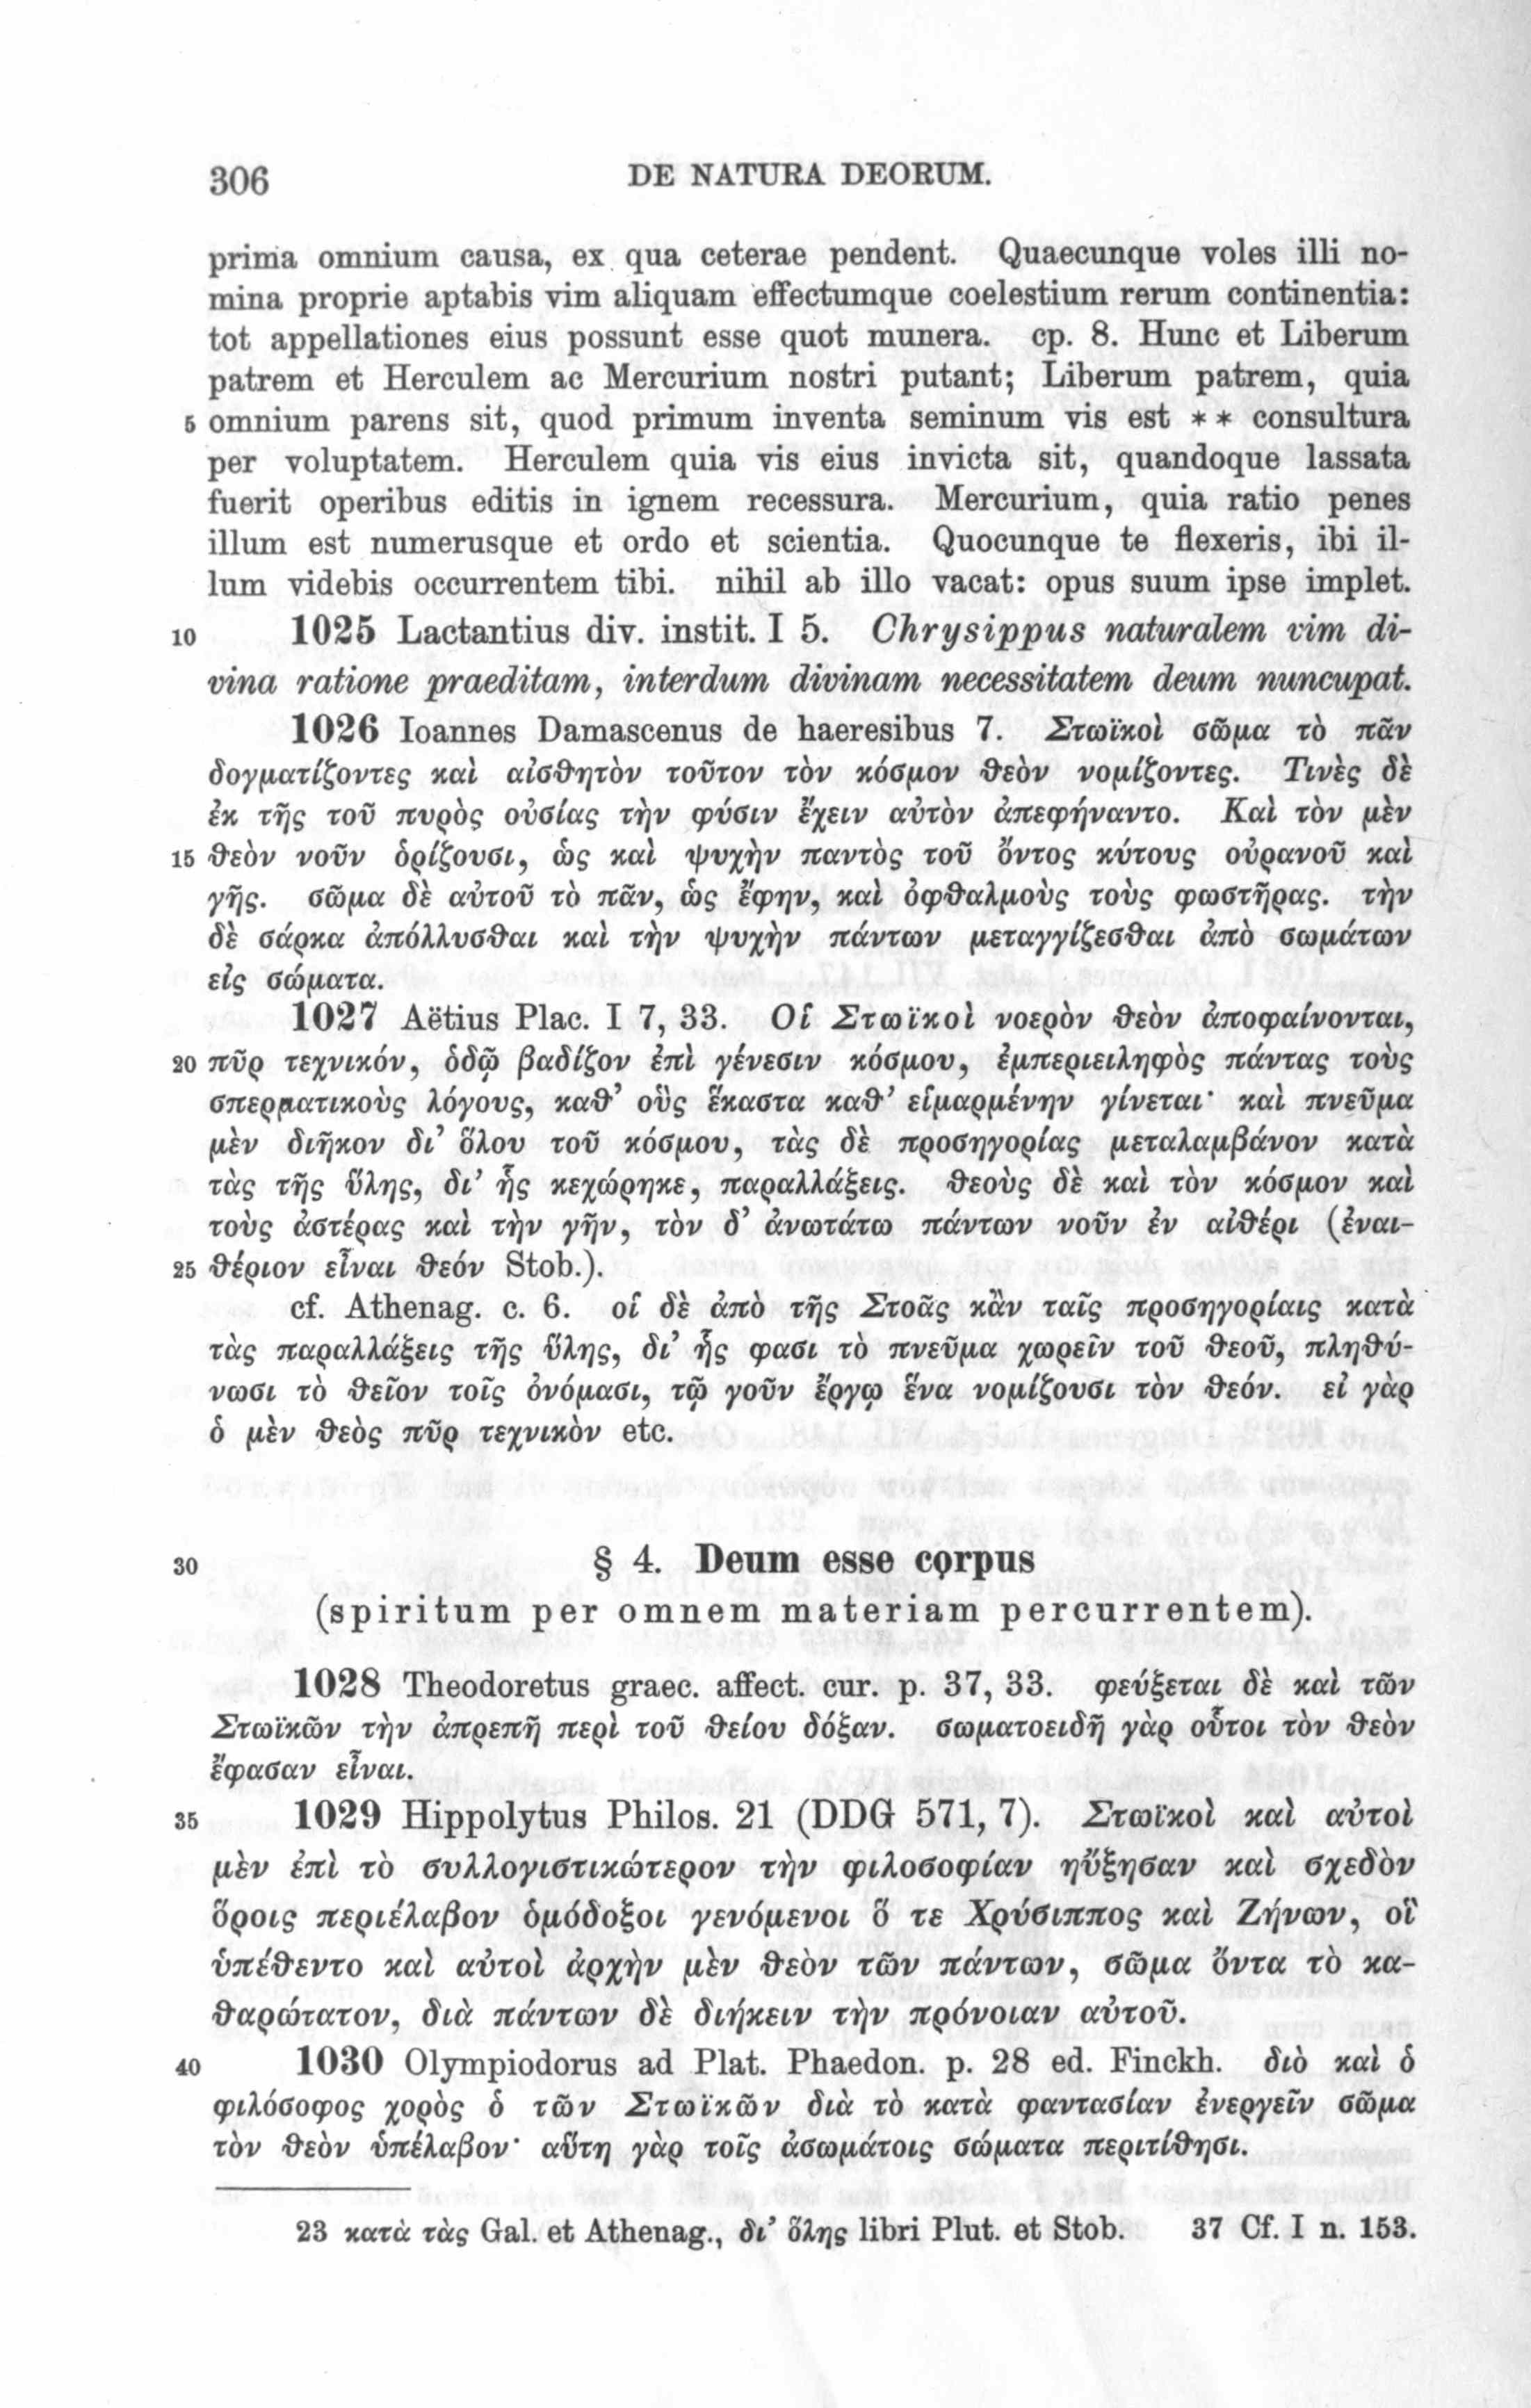 306
DE NATURA DEORUM.
prima omnium causa, ex qua ceterae pendent. Quaecunque voles illi no-
mina proprie aptabis vim aliquam effectumque coelestium rerum continentia:
tot appellationes eius possunt esse quot munera. cp. 8. Hunc et Liberum
patrem et Herculem ac Mercurium nostri putant; Liberum patrem, quia
5 omnium parens sit, quod primum inventa seminum vis est * * consultura
per voluptatem. Herculem quia vis eius invicta sit, quandoque lassata
fuerit operibus editis in ignem recessura. Mercurium, quia ratio penes
illum est numerusque et ordo et scientia. Quocunque te flexeris, ibi il-
lum videbis occurrentem tibi. nihil ab illo vacat: opus suum ipse implet.
10 1025 Lactantius div. instit. I 5. Chrysippus naturalem vim di-
vina ratione praeditam, interdum divinam necessitatem deum nuncupat.
1026 Ioannes Damascenus de haeresibus 7. Στωϊκοὶ σῶμα τὸ πᾶν
δογματίζοντες καὶ αἰσθητὸν τοῦτον τὸν κόσμον θεὸν νομίζοντες. Τινὲς δὲ
ἐκ τῆς τοῦ πυρὸς οὐσίας τὴν φύσιν ἔχειν αὐτὸν ἀπεφήναντο. Καὶ τὸν μὲν
15 θεὸν νοῦν ὁρίζουσι, ὡς καὶ ψυχὴν παντὸς τοῦ ὄντος κύτους οὐρανοῦ καὶ
γῆς. σῶμα δὲ αὐτοῦ τὸ πᾶν, ὡς ἔφην, καὶ ὀφθαλμοὺς τοὺς φωστῆρας. τὴν
δὲ σάρκα ἀπόλλυσθαι καὶ τὴν ψυχὴν πάντων μεταγγίζεσθαι ἀπὸ σωμάτων
εἰς σώματα.
1027 Aëtius Plac. I 7, 33. Οἱ Στωϊκοὶ νοερὸν θεὸν ἀποφαίνονται,
20 πῦρ τεχνικόν, ὁδῷ βαδίζον ἐπὶ γένεσιν κόσμου, ἐμπεριειληφὸς πάντας τοὺς
σπερματικοὺς λόγους, καθ’ οὓς ἕκαστα καθ’ εἱμαρμένην γίνεται· καὶ πνεῦμα
μὲν διῆκον δι’ ὅλου τοῦ κόσμου, τὰς δὲ προσηγορίας μεταλαμβάνον κατὰ
τὰς τῆς ὕλης, δι’ ἧς κεχώρηκε, παραλλάξεις. θεοὺς δὲ καὶ τὸν κόσμον καὶ
τοὺς ἀστέρας καὶ τὴν γῆν, τὸν δ’ ἀνωτάτω πάντων νοῦν ἐν αἰθέρι (ἐναι-
25 θέριον εἶναι θεόν Stob.).
cf. Athenag. c. 6. οἱ δὲ ἀπὸ τῆς Στοᾶς κἂν ταῖς προσηγορίαις κατὰ
τὰς παραλλάξεις τῆς ὕλης, δι’ ἧς φασι τὸ πνεῦμα χωρεῖν τοῦ θεοῦ, πληθύ-
νωσι τὸ θεῖον τοῖς ὀνόμασι, τῷ γοῦν ἔργῳ ἕνα νομίζουσι τὸν θεόν. εἰ γὰρ
ὁ μὲν θεὸς πῦρ τεχνικὸν etc.
30 § 4. Deum esse corpus
(spiritum per omnem materiam percurrentem).
1028 Theodoretus graec. affect. cur. p. 37, 33. φεύξεται δὲ καὶ τῶν
Στωϊκῶν τὴν ἀπρεπῆ περὶ τοῦ θείου δόξαν. σωματοειδῆ γὰρ οὗτοι τὸν θεὸν
ἔφασαν εἶναι.
35 1029 Hippolytus Philos. 21 (DDG 571, 7). Στωϊκοὶ καὶ αὐτοὶ
μὲν ἐπὶ τὸ συλλογιστικώτερον τὴν φιλοσοφίαν ηὔξησαν καὶ σχεδὸν
ὅροις περιέλαβον ὁμόδοξοι γενόμενοι ὅ τε Χρύσιππος καὶ Ζήνων, οἳ
ὑπέθεντο καὶ αὐτοὶ ἀρχὴν μὲν θεὸν τῶν πάντων, σῶμα ὄντα τὸ κα-
θαρώτατον, διὰ πάντων δὲ διήκειν τὴν πρόνοιαν αὐτοῦ.
40 1030 Olympiodorus ad Plat. Phaedon. p. 28 ed. Finckh. διὸ καὶ ὁ
φιλόσοφος χορὸς ὁ τῶν Στωϊκῶν διὰ τὸ κατὰ φαντασίαν ἐνεργεῖν σῶμα
τὸν θεὸν ὑπέλαβον· αὕτη γὰρ τοῖς ἀσωμάτοις σώματα περιτίθησι.
23 κατὰ τὰς Gal. et Athenag., δι’ ὅλης libri Plut. et Stob. 37 Cf. I n. 153.